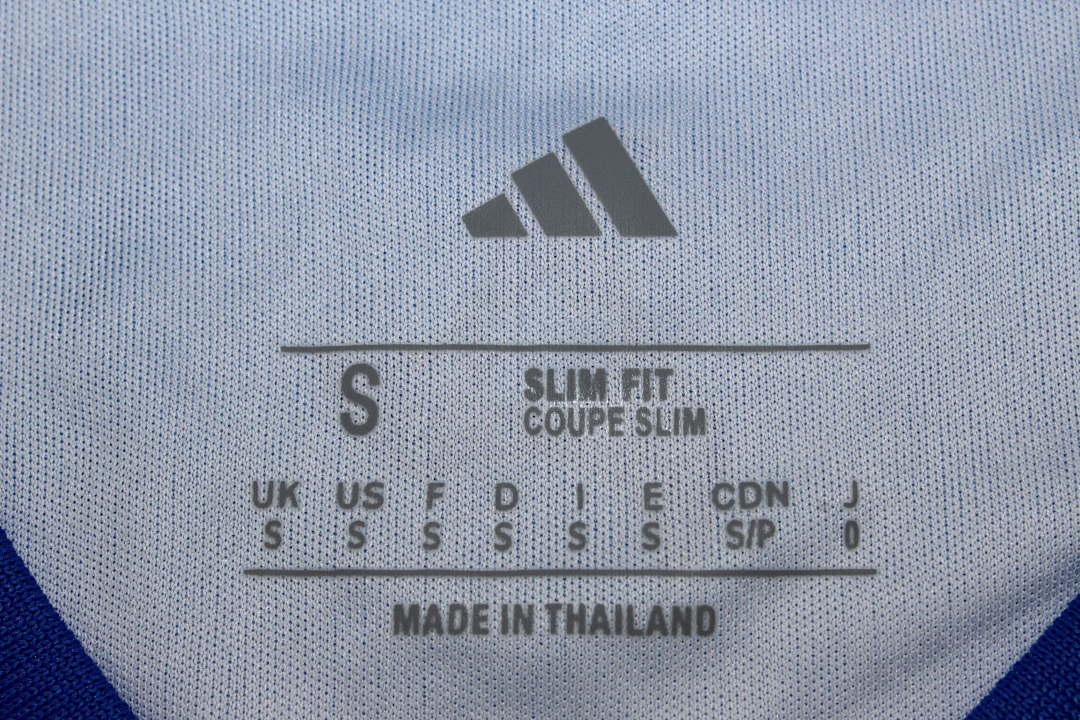 S
SLIM FIT
COUPE SLIM
UK US F D I E CDN J
S S S S S S S/P O
MADE IN THAILAND